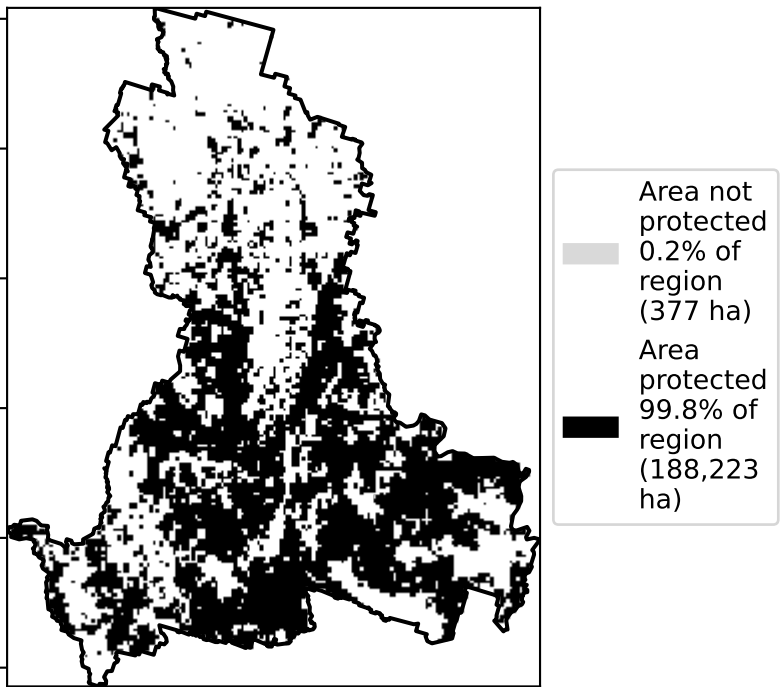 Area not
protected
0.2% of
region
(377 ha)
Area
protected
99.8% of
region
(188,223
ha)